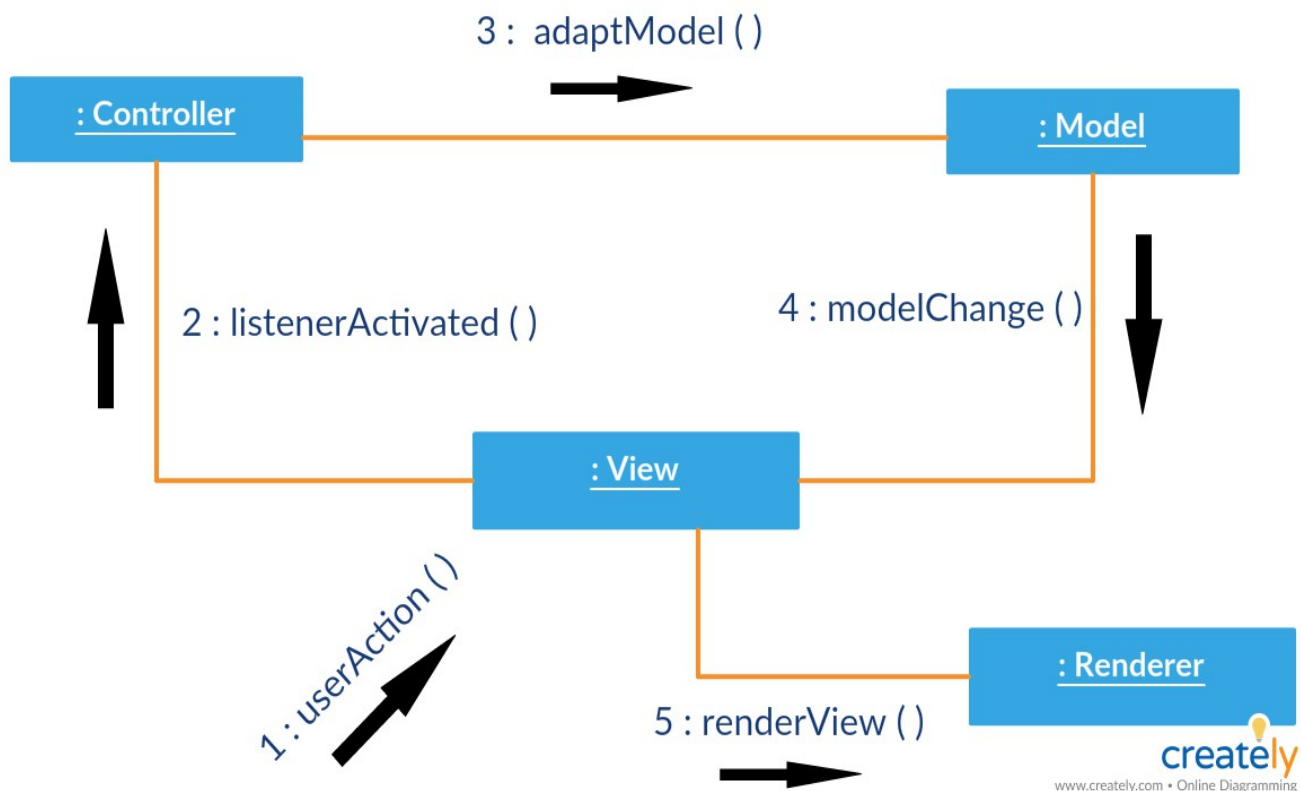 3 : adaptModel ( )
: Controller
: Model
2 : listenerActivated ( )
4 : modelChange ( )
: View
1 : userAction ( )
: Renderer
5 : renderView ( )
creately
www.creately.com • Online Diagramming